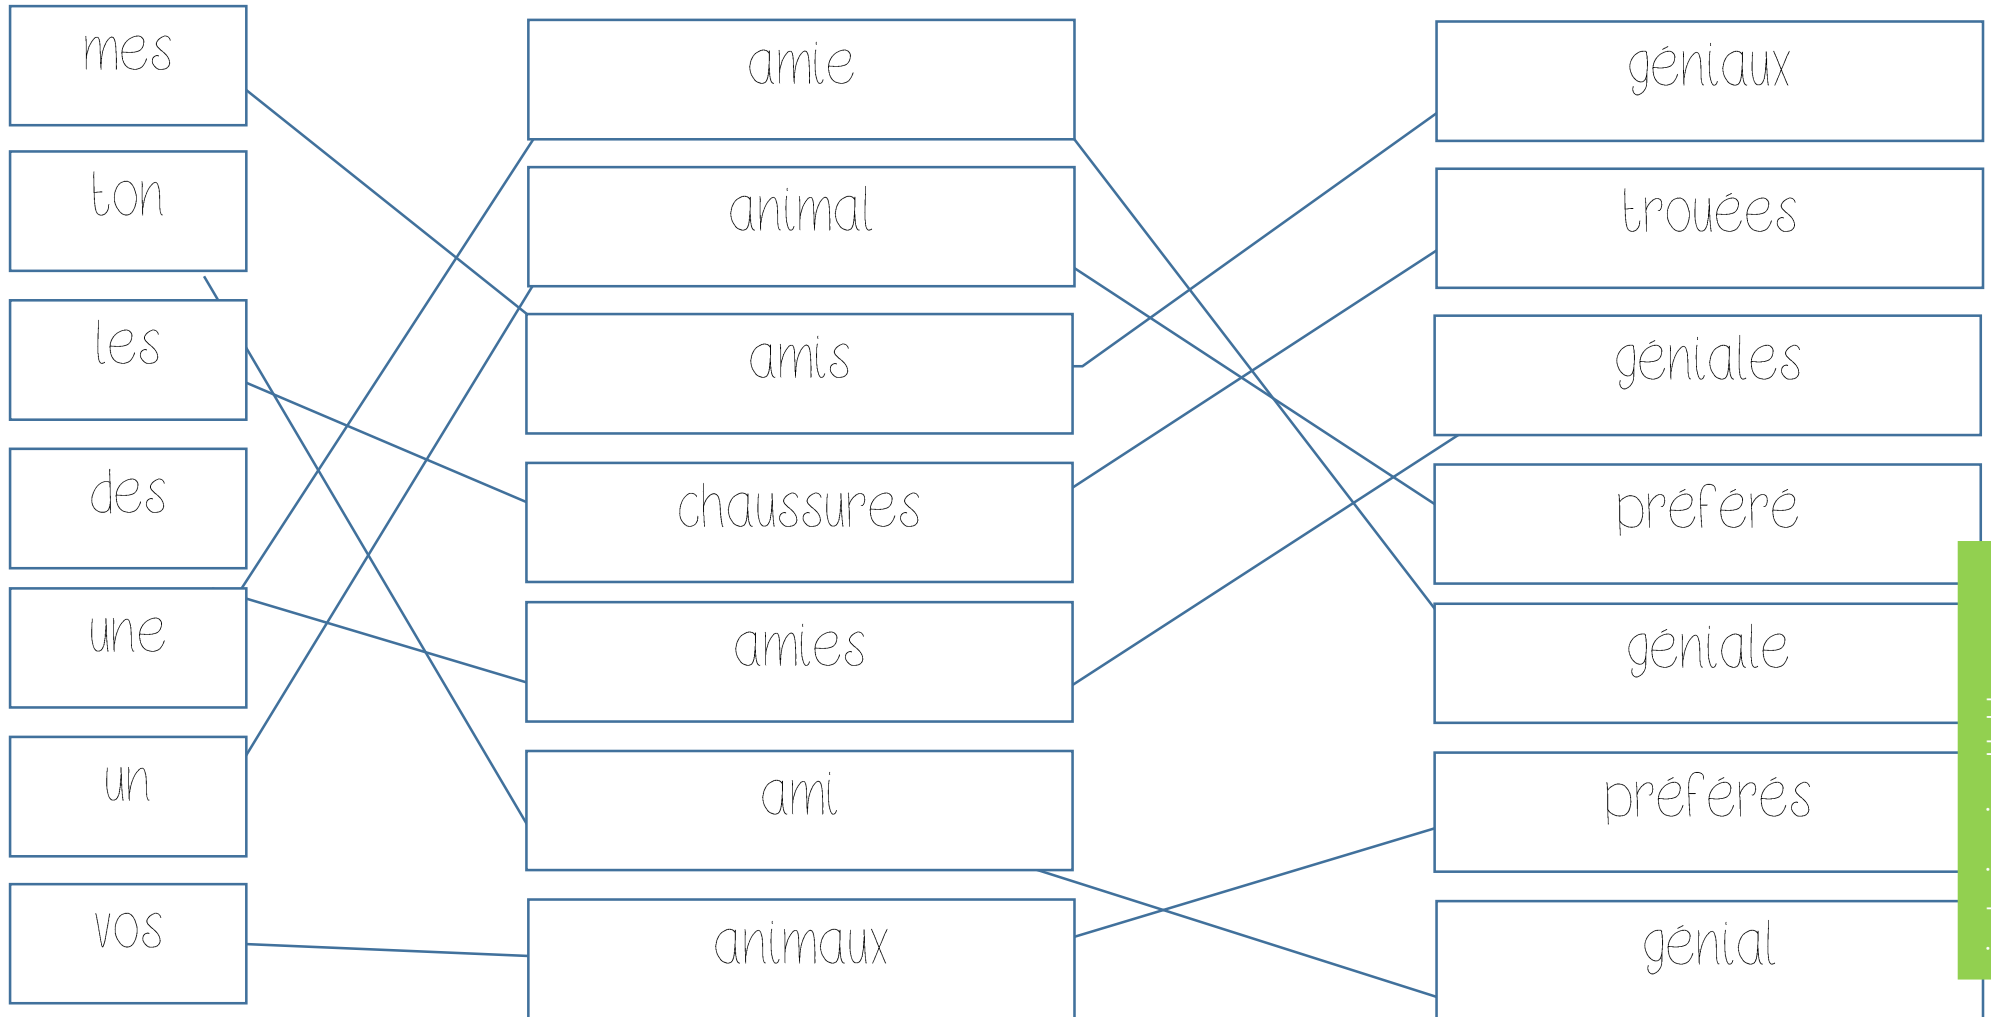 mes
amie
géniaux
ton
animal
trouées
les
amis
géniales
des
chaussures
préféré
une
amies
géniale
un
ami
préférés
vos
animaux
génial